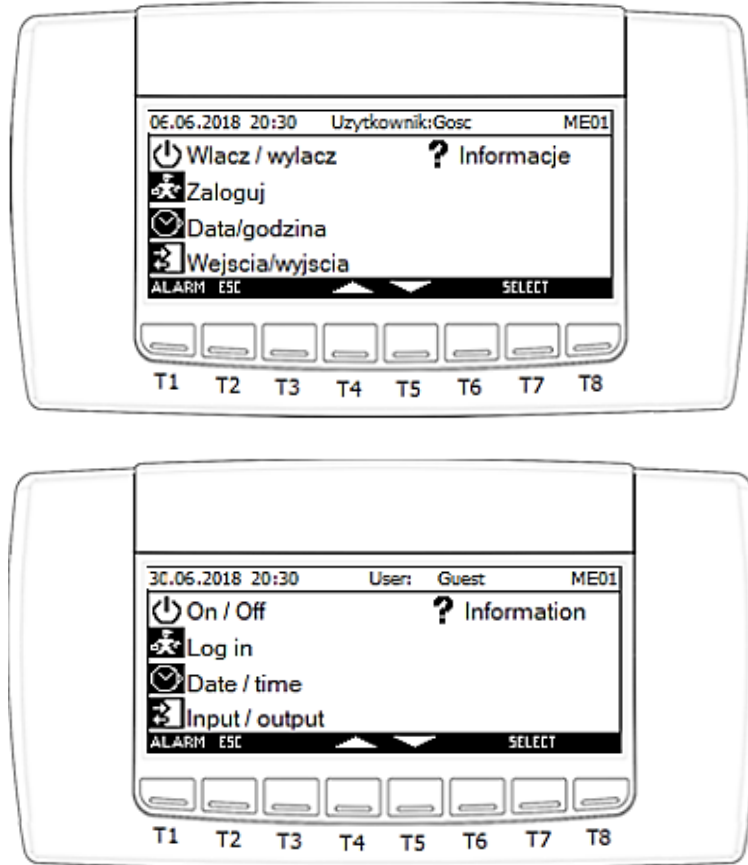 06.06.2018 20:30 Uzytkownik:Gosc ME01
Wlacz / wylacz ? Informacje
Zaloguj
Data/godzina
Wejscia/wyjscia
ALARM ESC SELECT
T1 T2 T3 T4 T5 T6 T7 T8
30.06.2018 20:30 User: Guest ME01
On / Off ? Information
Log in
Date / time
Input / output
ALARM ESC SELECT
T1 T2 T3 T4 T5 T6 T7 T8